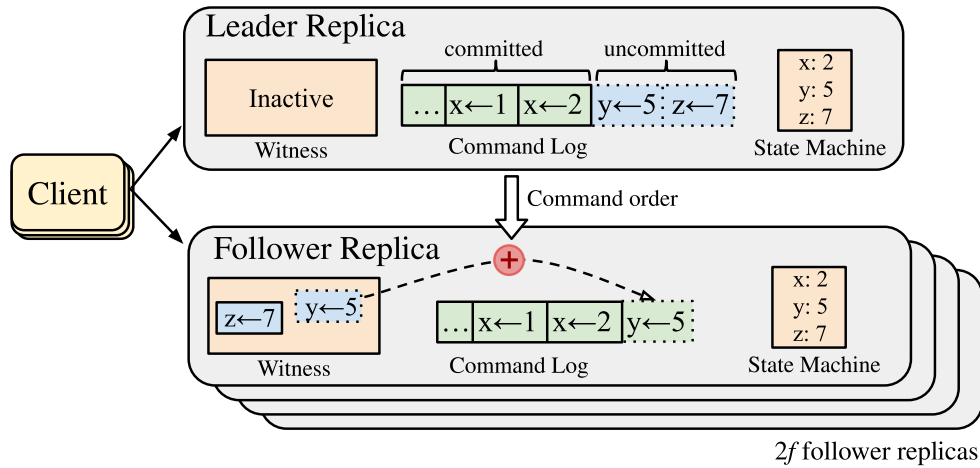 Leader Replica
committed
uncommitted
Inactive
Witness
… x←1 x←2 y←5 z←7
Command Log
x: 2
y: 5
z: 7
State Machine
Client
Command order
Follower Replica
+
z←7
y←5
Witness
… x←1 x←2 y←5
Command Log
x: 2
y: 5
z: 7
State Machine
2f follower replicas